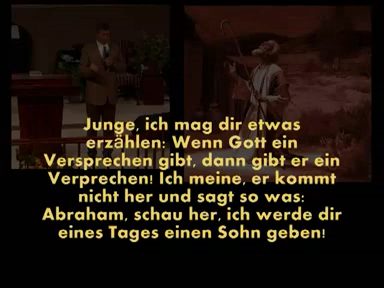 Junge, ich mag dir etwas
erzählen: Wenn Gott ein
Versprechen gibt, dann gibt er ein
Verprechen! Ich meine, er kommt
nicht her und sagt so was:
Abraham, schau her, ich werde dir
eines Tages einen Sohn geben!